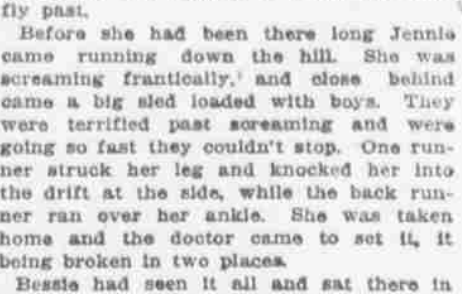 fly past.
Before she had been there long Jennie
came running down the hill. She was
screaming frantically, and close behind
came a big sled loaded with boys. They
were terrified past screaming and were
going so fast they couldn't stop. One run-
ner struck her leg and knocked her into
the drift at the side, while the back run-
ner ran over her ankle. She was taken
home and the doctor came to set it, it
being broken in two places.
Bessie had seen it all and sat there in